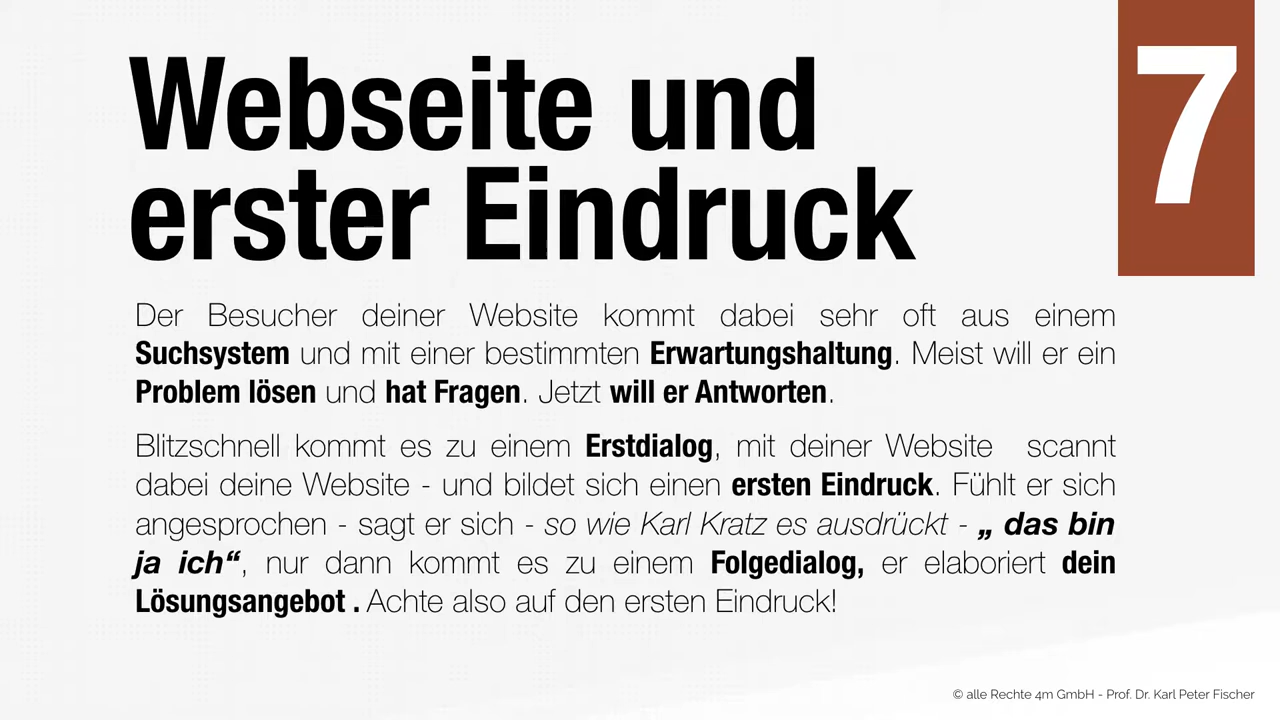 Webseite und
erster Eindruck
7
Der Besucher deiner Website kommt dabei sehr oft aus einem
Suchsystem und mit einer bestimmten Erwartungshaltung. Meist will er ein
Problem lösen und hat Fragen. Jetzt will er Antworten.
Blitzschnell kommt es zu einem Erstdialog, mit deiner Website scannt
dabei deine Website - und bildet sich einen ersten Eindruck. Fühlt er sich
angesprochen - sagt er sich - so wie Karl Kratz es ausdrückt - „ das bin
ja ich“, nur dann kommt es zu einem Folgedialog, er elaboriert dein
Lösungsangebot . Achte also auf den ersten Eindruck!
© alle Rechte 4m GmbH - Prof. Dr. Karl Peter Fischer